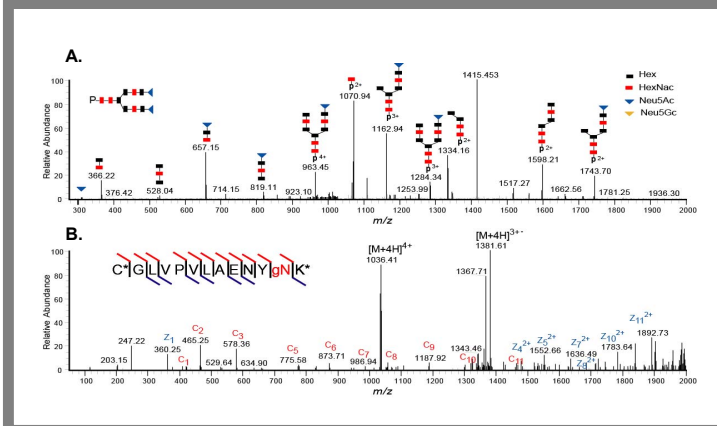 A.
Hex
HexNac
Neu5Ac
Neu5Gc
P
Relative Abundance
100
80
60
40
20
0
366.22
376.42
528.04
657.15
714.15
819.11
923.10
P⁴⁺
963.45
P²⁺
1070.94
P³⁺
1162.94
1253.99
P³⁺
1284.34
P²⁺
1334.16
1415.453
1517.27
P²⁺
1598.21
1662.56
P²⁺
1743.70
1781.25
1936.30
300 400 500 600 700 800 900 1000 1100 1200 1300 1400 1500 1600 1700 1800 1900 2000
m/z
B.
C*GLVPVLAENYgNK*
[M+4H]⁴⁺
1036.41
[M+4H]³⁺˙
1381.61
1367.71
Relative Abundance
100
80
60
40
20
0
203.15
247.22
Z₁
360.25
C₁
C₂
465.25
529.64
C₃
578.36
634.90
C₅
775.58
C₆
873.71
C₇
986.94
C₈
C₉
1187.92
1343.46
C₁₀
C₁₁
Z₄²⁺
Z₅²⁺
1552.66
Z₇²⁺
1636.49
Z₈²⁺
Z₁₀²⁺
1783.64
Z₁₁²⁺
1892.73
100 200 300 400 500 600 700 800 900 1000 1100 1200 1300 1400 1500 1600 1700 1800 1900 2000
m/z